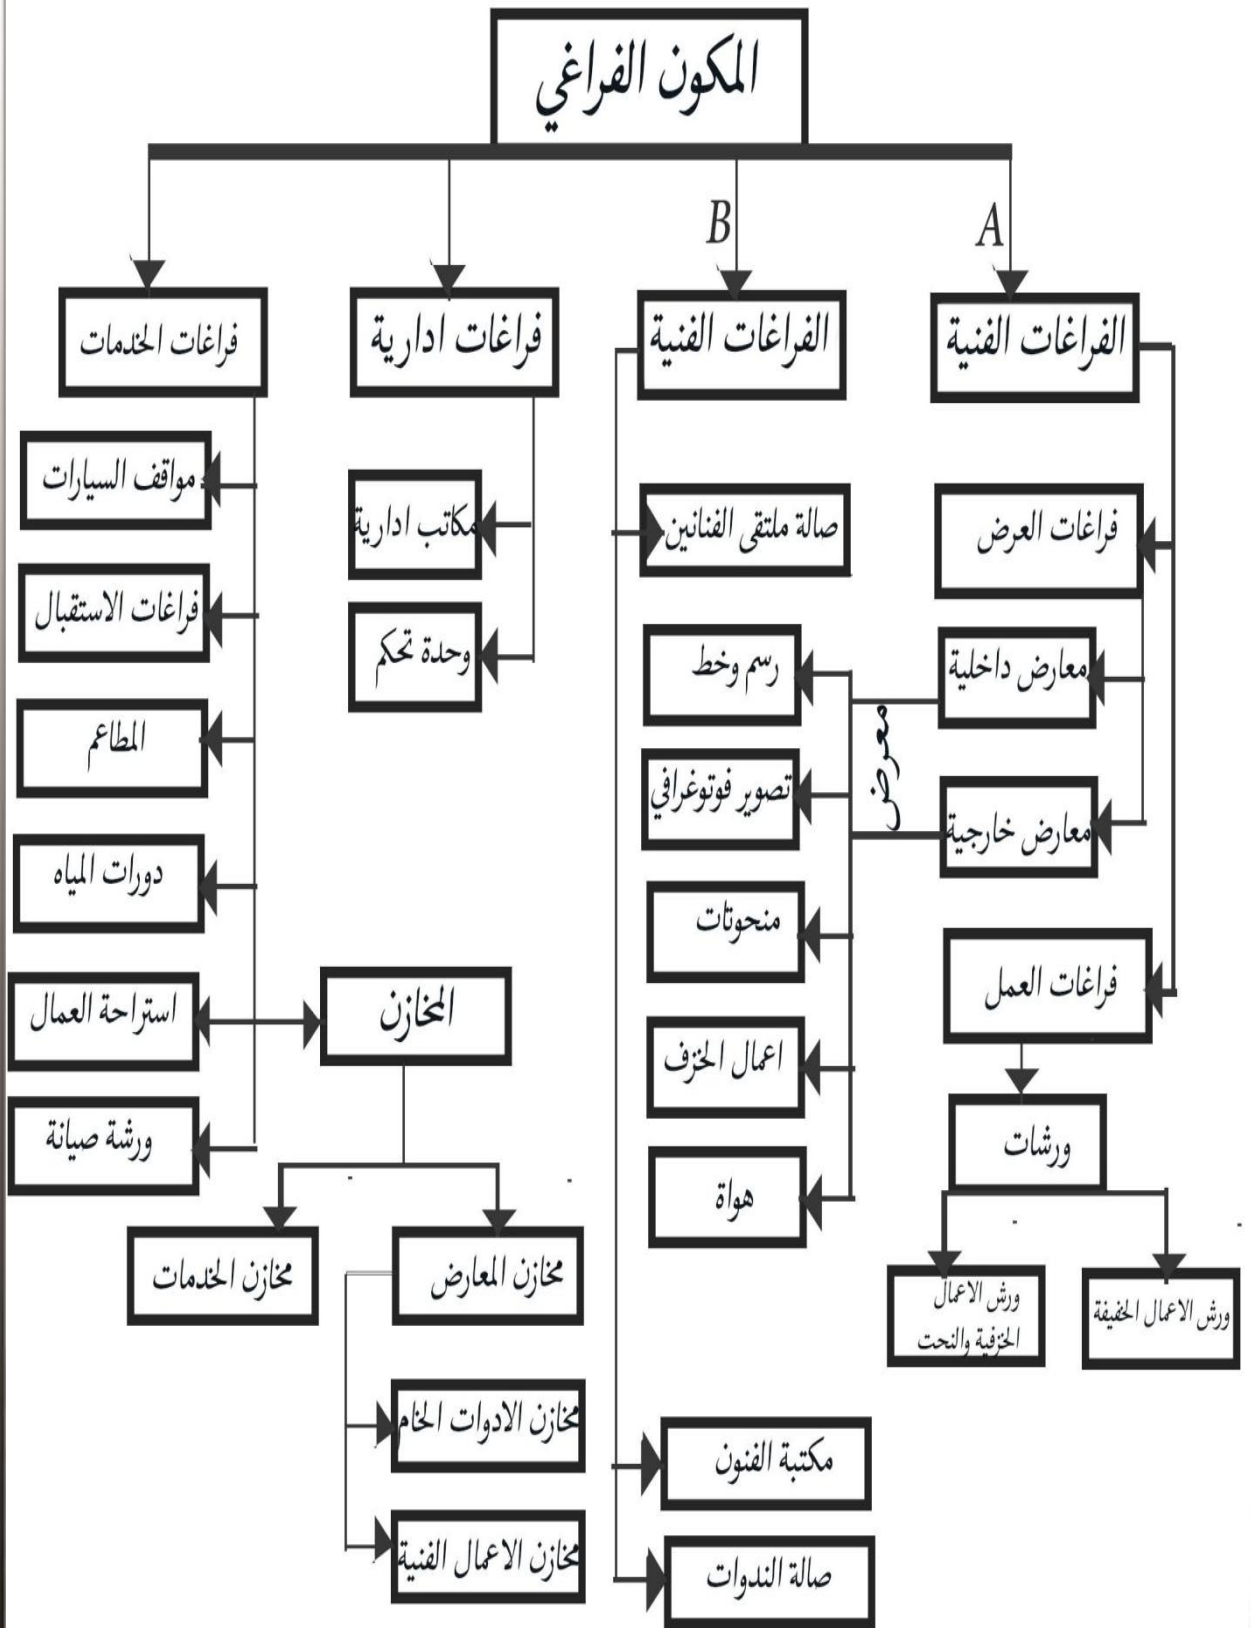 المكون الفراغي
A
B
الفراغات الفنية
الفراغات الفنية
فراغات ادارية
فراغات الخدمات
فراغات العرض
معارض داخلية
معارض خارجية
معرض
فراغات العمل
ورشات
ورش الاعمال الخفيفة
ورش الاعمال
الخزفية والنحت
صالة ملتقى الفنانين
رسم وخط
تصوير فوتوغرافي
منحوتات
اعمال الخزف
هواة
مكتبة الفنون
صالة الندوات
مكاتب ادارية
وحدة تحكم
مواقف السيارات
فراغات الاستقبال
المطاعم
دورات المياه
استراحة العمال
ورشة صيانة
المخازن
مخازن المعارض
مخازن الخدمات
مخازن الادوات الخام
مخازن الاعمال الفنية